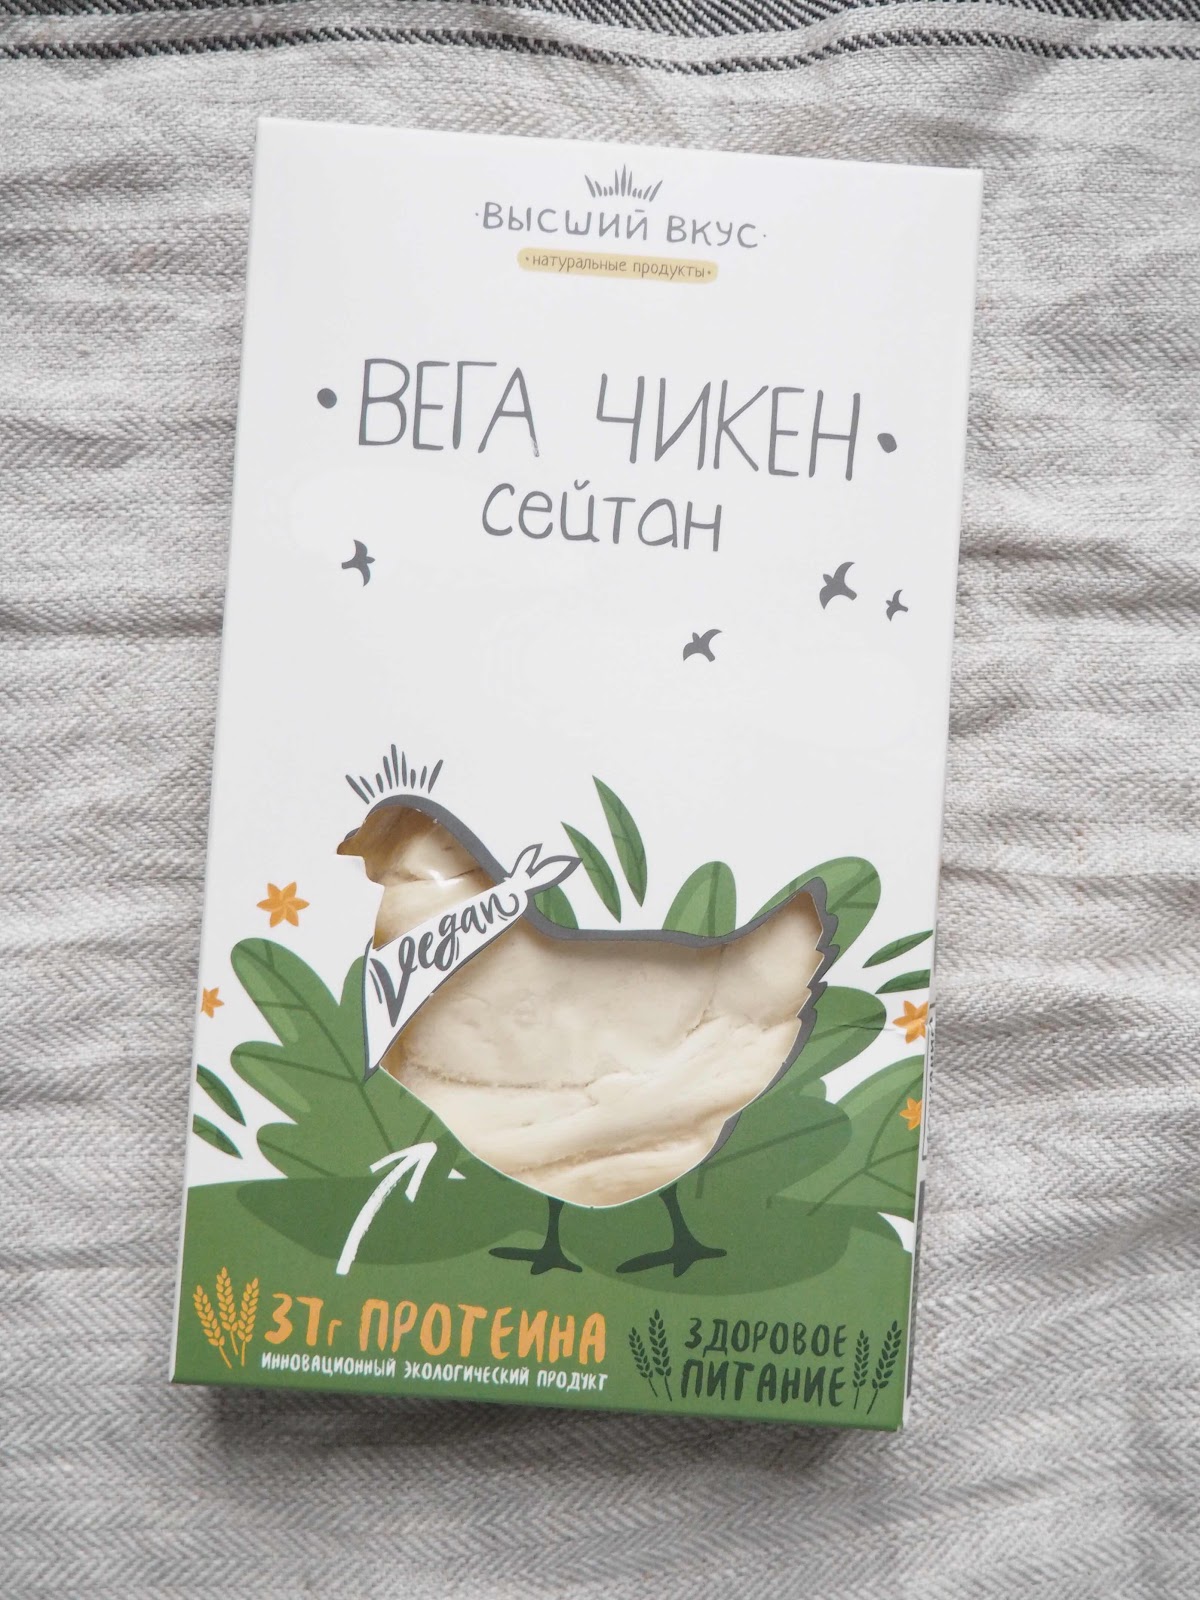 ·ВЫСШИЙ ВКУС·
•натуральные продукты•
•ВЕГА ЧИКЕН•
сейтан
Vegan
37г ПРОТЕИНА
ИННОВАЦИОННЫЙ ЭКОЛОГИЧЕСКИЙ ПРОДУКТ
ЗДОРОВОЕ
ПИТАНИЕ